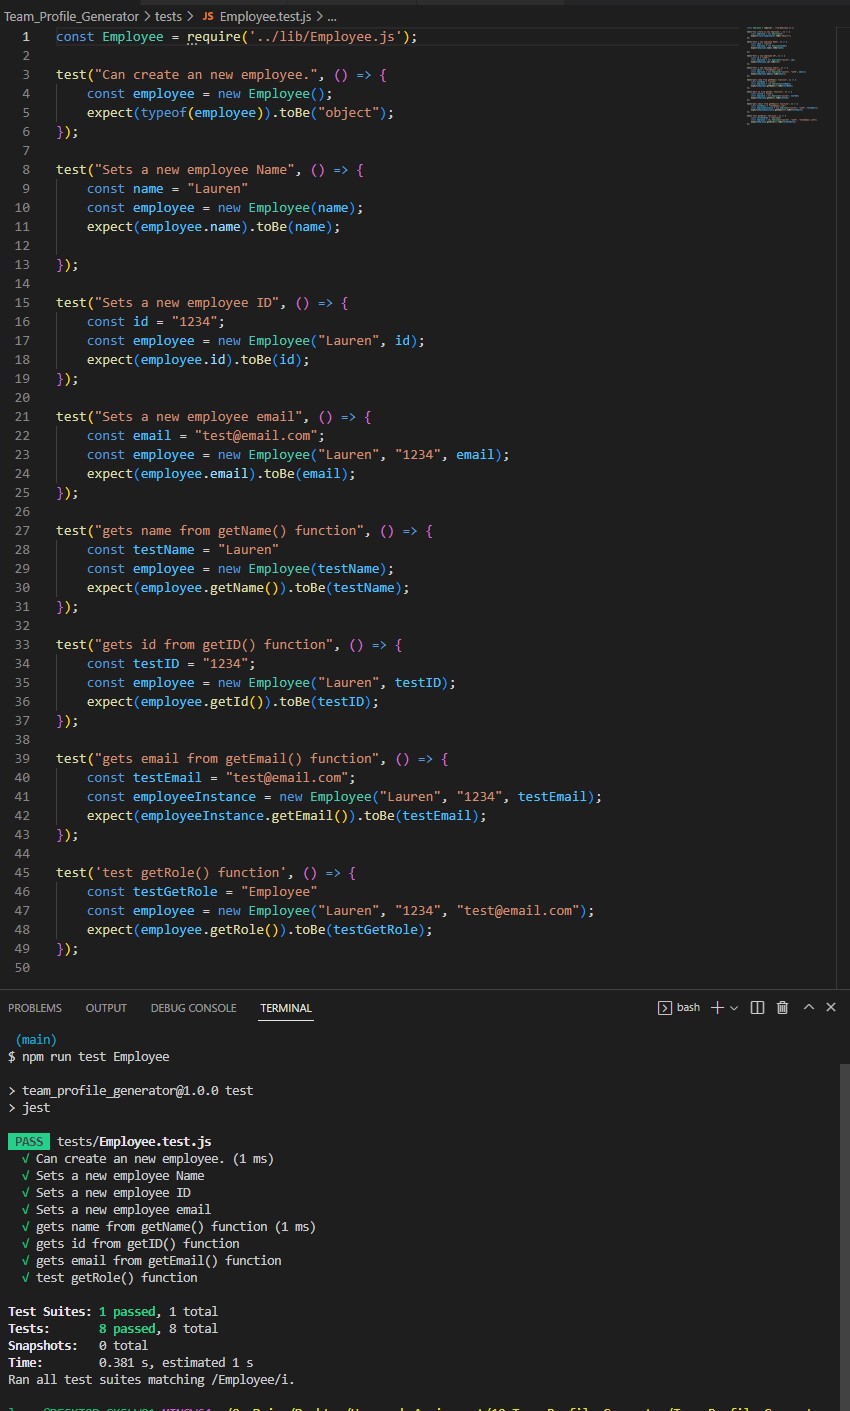 Team_Profile_Generator > tests > JS Employee.test.js > ...
1 const Employee = require('../lib/Employee.js');
2
3 test("Can create an new employee.", () => {
4     const employee = new Employee();
5     expect(typeof(employee)).toBe("object");
6 });
7
8 test("Sets a new employee Name", () => {
9     const name = "Lauren"
10     const employee = new Employee(name);
11     expect(employee.name).toBe(name);
12
13 });
14
15 test("Sets a new employee ID", () => {
16     const id = "1234";
17     const employee = new Employee("Lauren", id);
18     expect(employee.id).toBe(id);
19 });
20
21 test("Sets a new employee email", () => {
22     const email = "test@email.com";
23     const employee = new Employee("Lauren", "1234", email);
24     expect(employee.email).toBe(email);
25 });
26
27 test("gets name from getName() function", () => {
28     const testName = "Lauren"
29     const employee = new Employee(testName);
30     expect(employee.getName()).toBe(testName);
31 });
32
33 test("gets id from getID() function", () => {
34     const testID = "1234";
35     const employee = new Employee("Lauren", testID);
36     expect(employee.getId()).toBe(testID);
37 });
38
39 test("gets email from getEmail() function", () => {
40     const testEmail = "test@email.com";
41     const employeeInstance = new Employee("Lauren", "1234", testEmail);
42     expect(employeeInstance.getEmail()).toBe(testEmail);
43 });
44
45 test('test getRole() function', () => {
46     const testGetRole = "Employee"
47     const employee = new Employee("Lauren", "1234", "test@email.com");
48     expect(employee.getRole()).toBe(testGetRole);
49 });
50
PROBLEMS OUTPUT DEBUG CONSOLE TERMINAL bash
(main)
$ npm run test Employee
> team_profile_generator@1.0.0 test
> jest
PASS tests/Employee.test.js
√ Can create an new employee. (1 ms)
√ Sets a new employee Name
√ Sets a new employee ID
√ Sets a new employee email
√ gets name from getName() function (1 ms)
√ gets id from getID() function
√ gets email from getEmail() function
√ test getRole() function
Test Suites: 1 passed, 1 total
Tests: 8 passed, 8 total
Snapshots: 0 total
Time: 0.381 s, estimated 1 s
Ran all test suites matching /Employee/i.